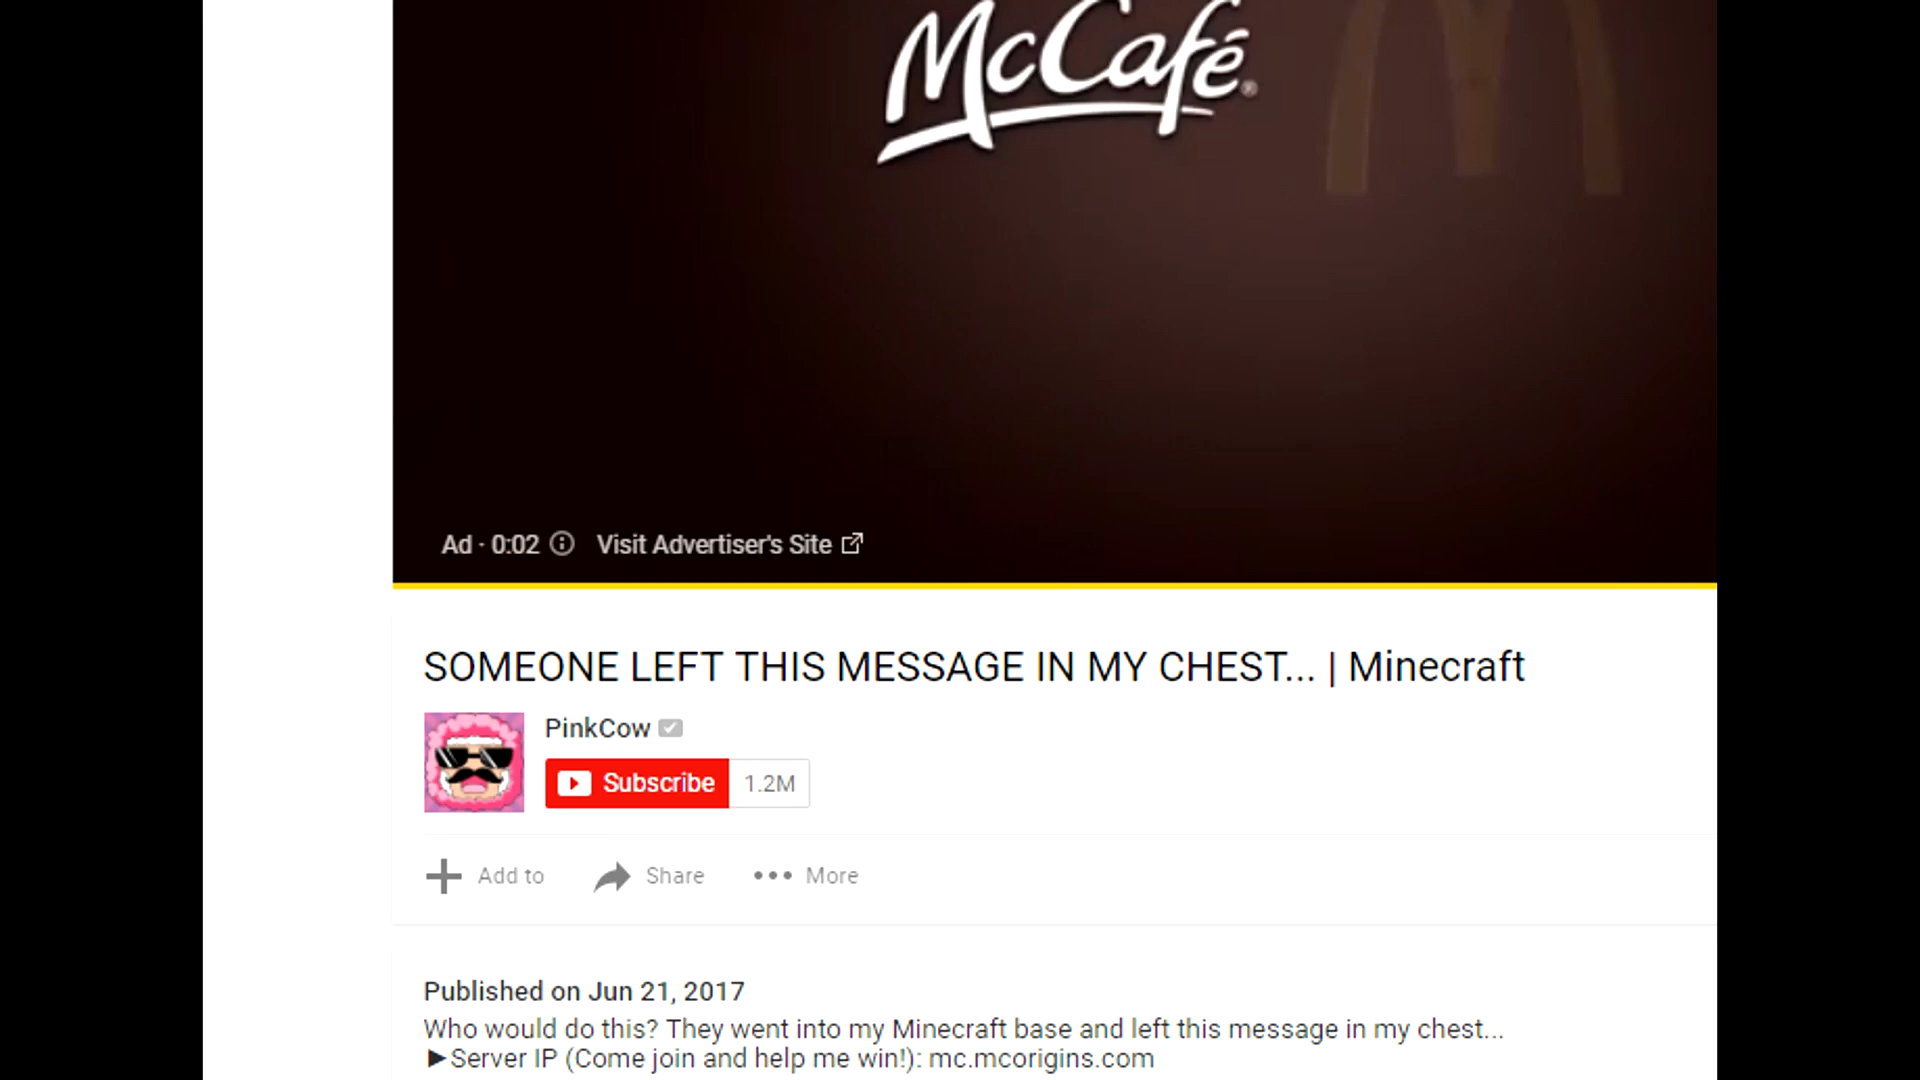 McCafé®
Ad · 0:02 Visit Advertiser's Site
SOMEONE LEFT THIS MESSAGE IN MY CHEST... | Minecraft
PinkCow
Subscribe 1.2M
Add to Share More
Published on Jun 21, 2017
Who would do this? They went into my Minecraft base and left this message in my chest...
►Server IP (Come join and help me win!): mc.mcorigins.com